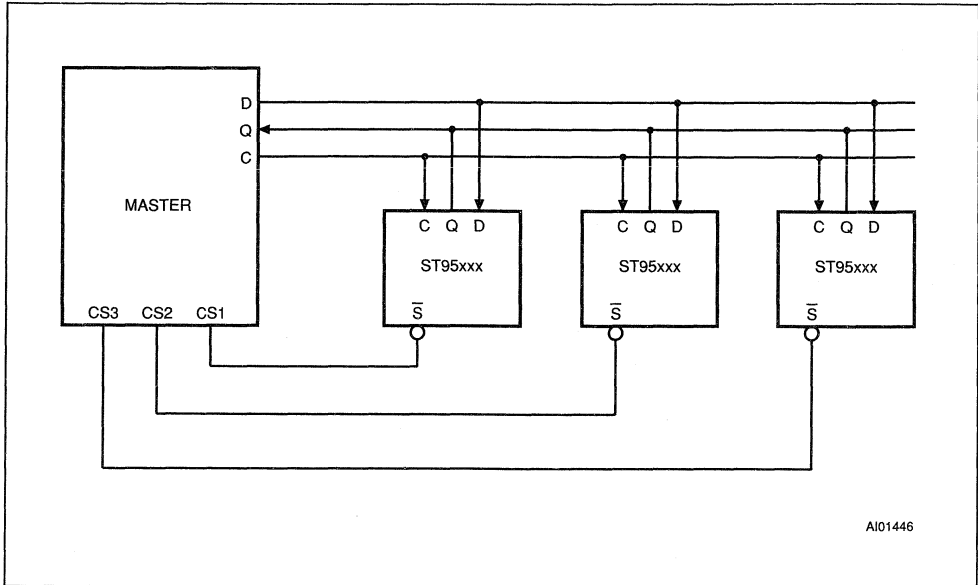 D
Q
C
MASTER
C Q D
C Q D
C Q D
ST95xxx
ST95xxx
ST95xxx
CS3 CS2 CS1
S̅
S̅
S̅
AI01446